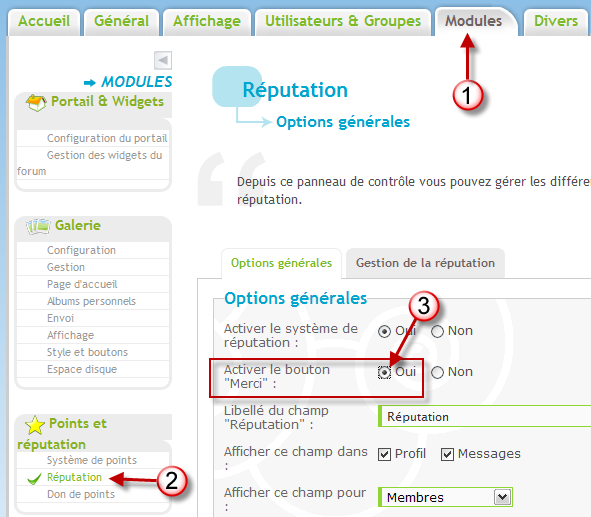 Accueil Général Affichage Utilisateurs & Groupes Modules Divers
1
MODULES
Portail & Widgets
Configuration du portail
Gestion des widgets du
forum
Galerie
Configuration
Gestion
Page d'accueil
Albums personnels
Envoi
Affichage
Style et boutons
Espace disque
Points et
réputation
Système de points
Réputation
2
Don de points
Réputation
Options générales
Depuis ce panneau de contrôle vous pouvez gérer les différe
réputation.
Options générales Gestion de la réputation
Options générales
3
Activer le système de
réputation : Oui Non
Activer le bouton
"Merci" : Oui Non
Libellé du champ
"Réputation" : Réputation
Afficher ce champ dans
: Profil Messages
Afficher ce champ pour
: Membres